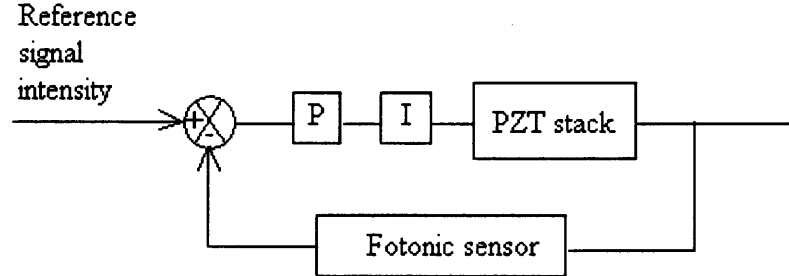 Reference
signal
intensity
+
-
P
I
PZT stack
Fotonic sensor